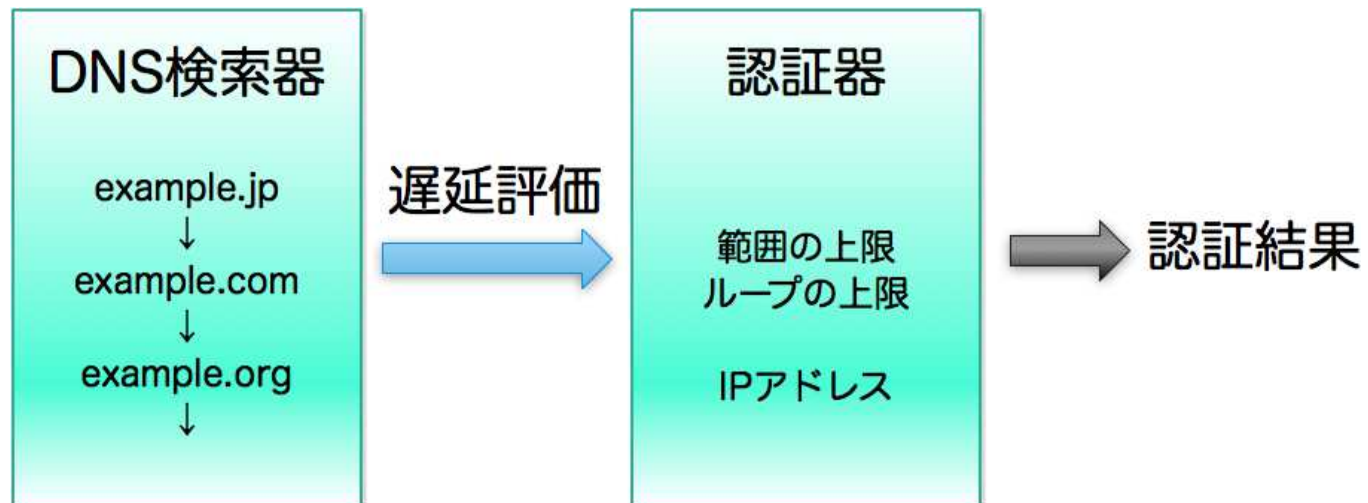 DNS検索器
example.jp
↓
example.com
↓
example.org
↓
遅延評価
認証器
範囲の上限
ループの上限
IPアドレス
認証結果